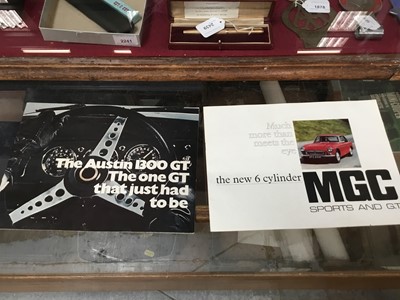 The Austin 1300 GT
The one GT
that just had
to be
Much
more than
meets the
eye
the new 6 cylinder
MGC
SPORTS AND GT